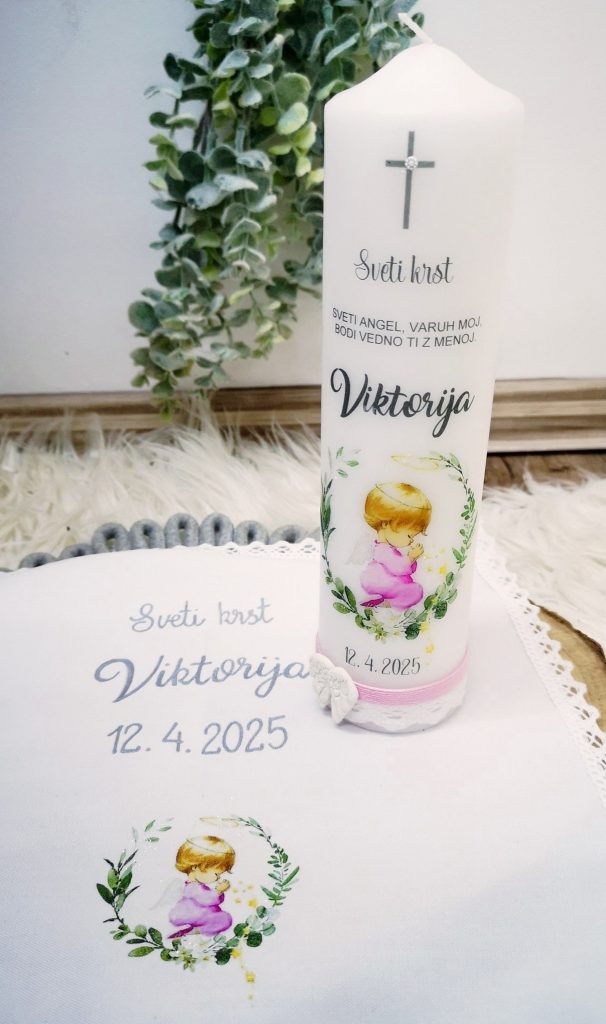 Sveti krst
SVETI ANGEL, VARUH MOJ,
BODI VEDNO TI Z MENOJ.
Viktorija
12. 4. 2025
Sveti krst
Viktorija
12. 4. 2025